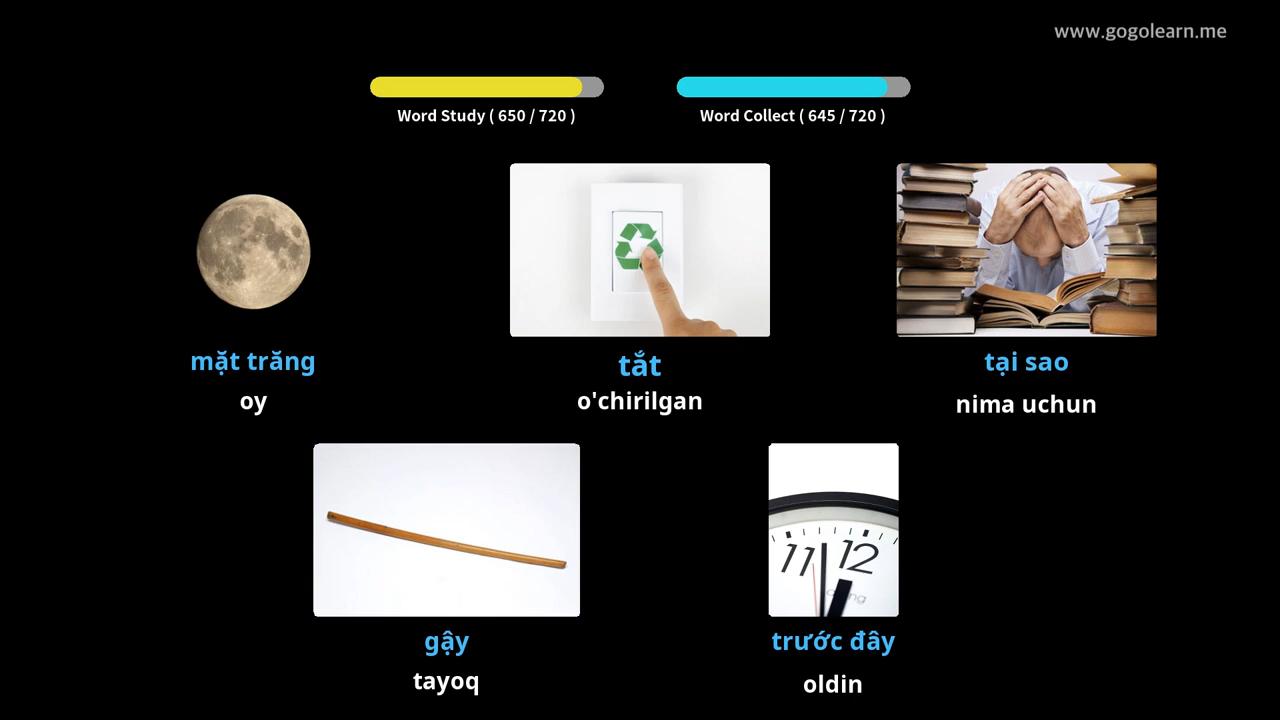 www.gogolearn.me
Word Study ( 650 / 720 )
Word Collect ( 645 / 720 )
mặt trăng
oy
tắt
o'chirilgan
tại sao
nima uchun
11 12
gậy
tayoq
trước đây
oldin